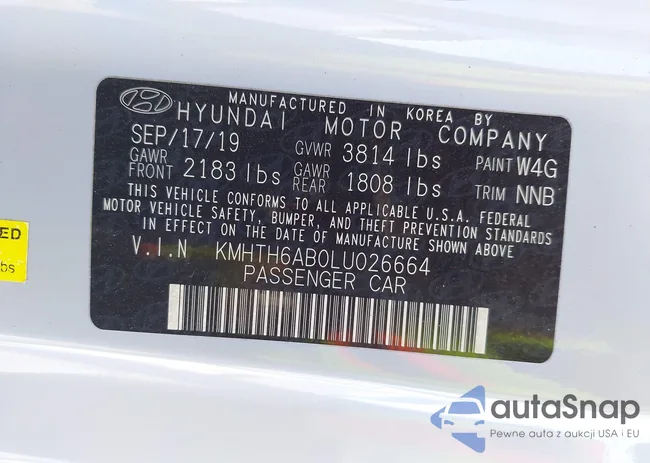 MANUFACTURED IN KOREA BY
HYUNDAI MOTOR COMPANY
SEP/17/19 GVWR 3814 lbs PAINT W4G
GAWR FRONT 2183 lbs GAWR REAR 1808 lbs TRIM NNB
THIS VEHICLE CONFORMS TO ALL APPLICABLE U.S.A. FEDERAL
MOTOR VEHICLE SAFETY, BUMPER, AND THEFT PREVENTION STANDARDS
IN EFFECT ON THE DATE OF MANUFACTURE SHOWN ABOVE
V.I.N KMHTH6AB0LU026664
PASSENGER CAR
ED
bs
autaSnap
Pewne auta z aukcji USA i EU